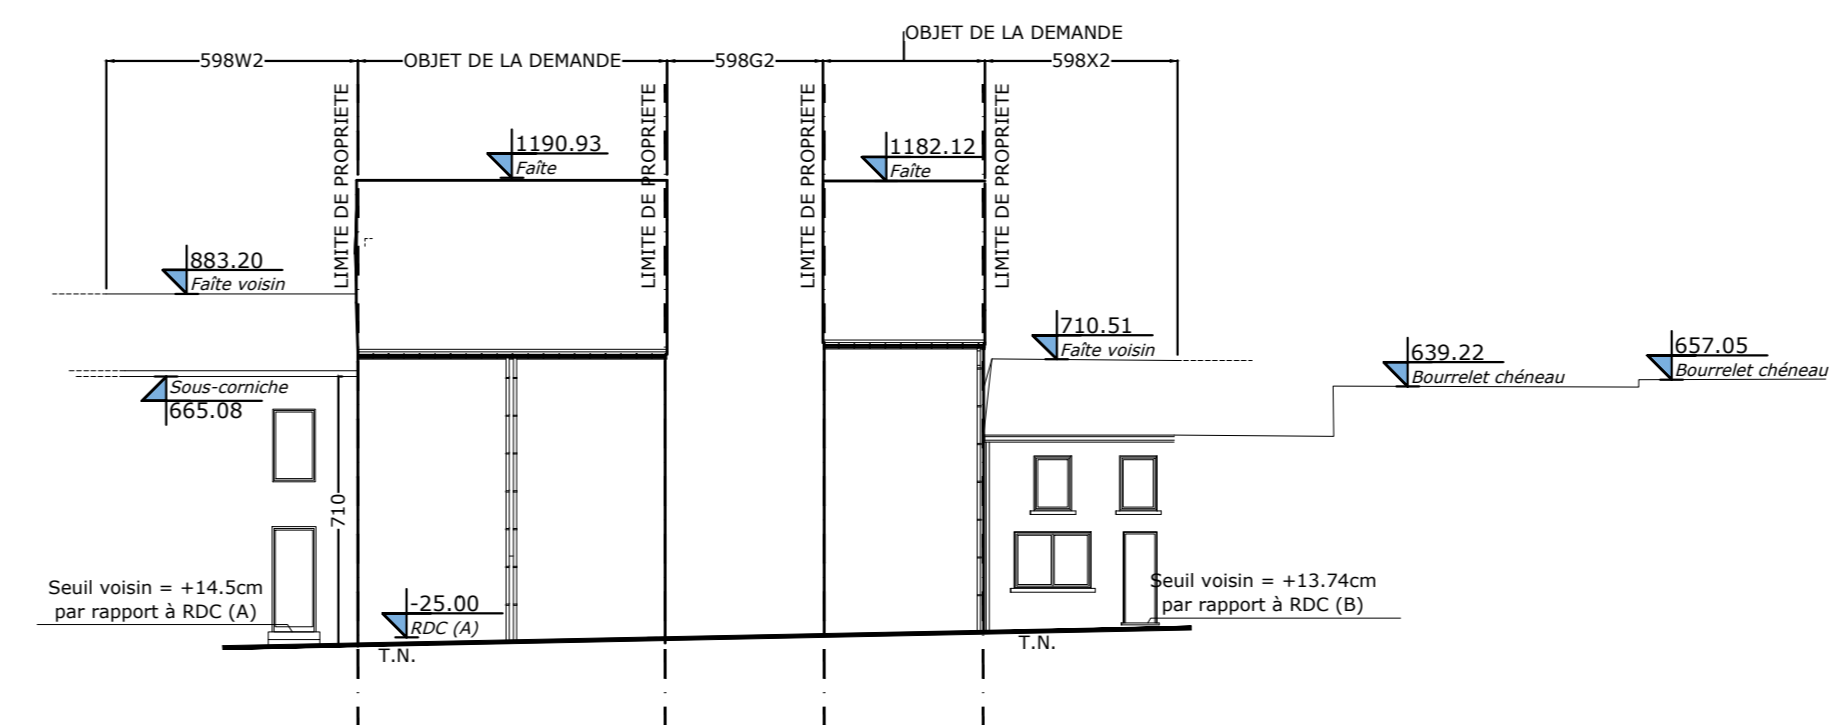 OBJET DE LA DEMANDE
598W2
OBJET DE LA DEMANDE
598G2
598X2
LIMITE DE PROPRIETE
LIMITE DE PROPRIETE
LIMITE DE PROPRIETE
LIMITE DE PROPRIETE
1190.93
Faîte
1182.12
Faîte
883.20
Faîte voisin
710.51
Faîte voisin
639.22
Bourrelet chéneau
657.05
Bourrelet chéneau
Sous-corniche
665.08
710
Seuil voisin = +14.5cm
par rapport à RDC (A)
-25.00
RDC (A)
Seuil voisin = +13.74cm
par rapport à RDC (B)
T.N.
T.N.